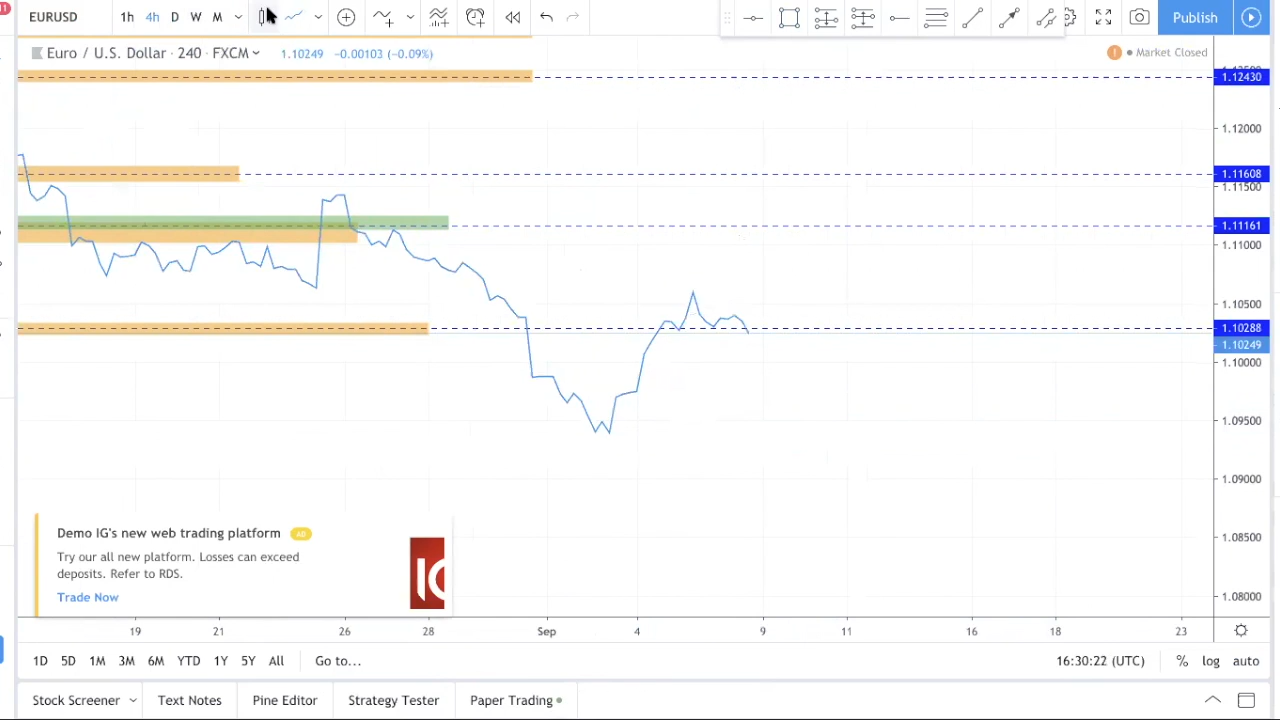 11
EURUSD 1h 4h D W M Publish
Euro / U.S. Dollar · 240 · FXCM 1.10249 −0.00103 (−0.09%) Market Closed
1.12430
1.12000
1.11608
1.11500
1.11161
1.11000
1.10500
1.10288
1.10249
1.10000
1.09500
1.09000
1.08500
1.08000
Demo IG's new web trading platform AD
Try our all new platform. Losses can exceed
deposits. Refer to RDS.
Trade Now
19 21 26 28 Sep 4 9 11 16 18 23
1D 5D 1M 3M 6M YTD 1Y 5Y All Go to... 16:30:22 (UTC) % log auto
Stock Screener Text Notes Pine Editor Strategy Tester Paper Trading